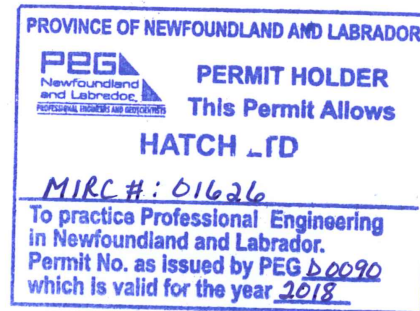 PROVINCE OF NEWFOUNDLAND AND LABRADOR
PEG
Newfoundland
and Labrador
PROFESSIONAL ENGINEERS AND GEOSCIENTISTS
PERMIT HOLDER
This Permit Allows
HATCH LTD
MIRC #: 01626
To practice Professional Engineering
in Newfoundland and Labrador.
Permit No. as issued by PEG D0090
which is valid for the year 2018